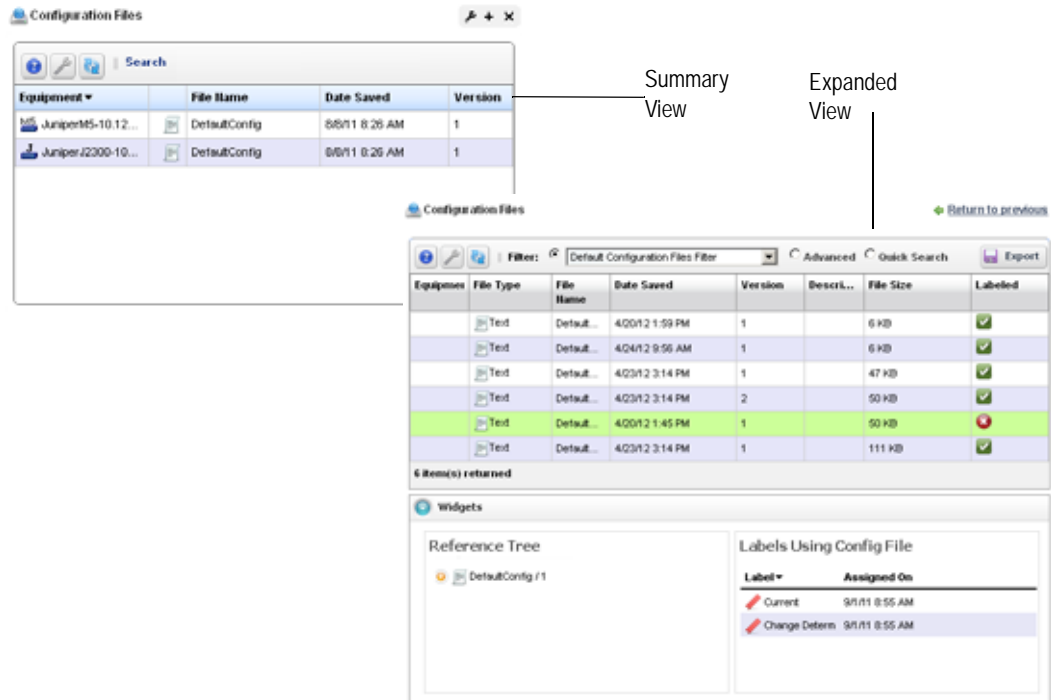 Configuration Files
Search
Equipment File Name Date Saved Version
M5 JuniperM5-10.12... DefaultConfig 8/8/11 8:26 AM 1
JuniperJ2300-10... DefaultConfig 8/8/11 8:26 AM 1
Summary
View
Expanded
View
Configuration Files Return to previous
Filter: Default Configuration Files Filter Advanced Quick Search Export
Equipmen File Type File Name Date Saved Version Descri... File Size Labeled
Text Default... 4/20/12 1:59 PM 1 6 KB
Text Default... 4/24/12 9:56 AM 1 6 KB
Text Default... 4/23/12 3:14 PM 1 47 KB
Text Default... 4/23/12 3:14 PM 2 50 KB
Text Default... 4/20/12 1:45 PM 1 50 KB
Text Default... 4/23/12 3:14 PM 1 111 KB
6 item(s) returned
Widgets
Reference Tree
DefaultConfig / 1
Labels Using Config File
Label Assigned On
Current 9/1/11 8:55 AM
Change Determ 9/1/11 8:55 AM